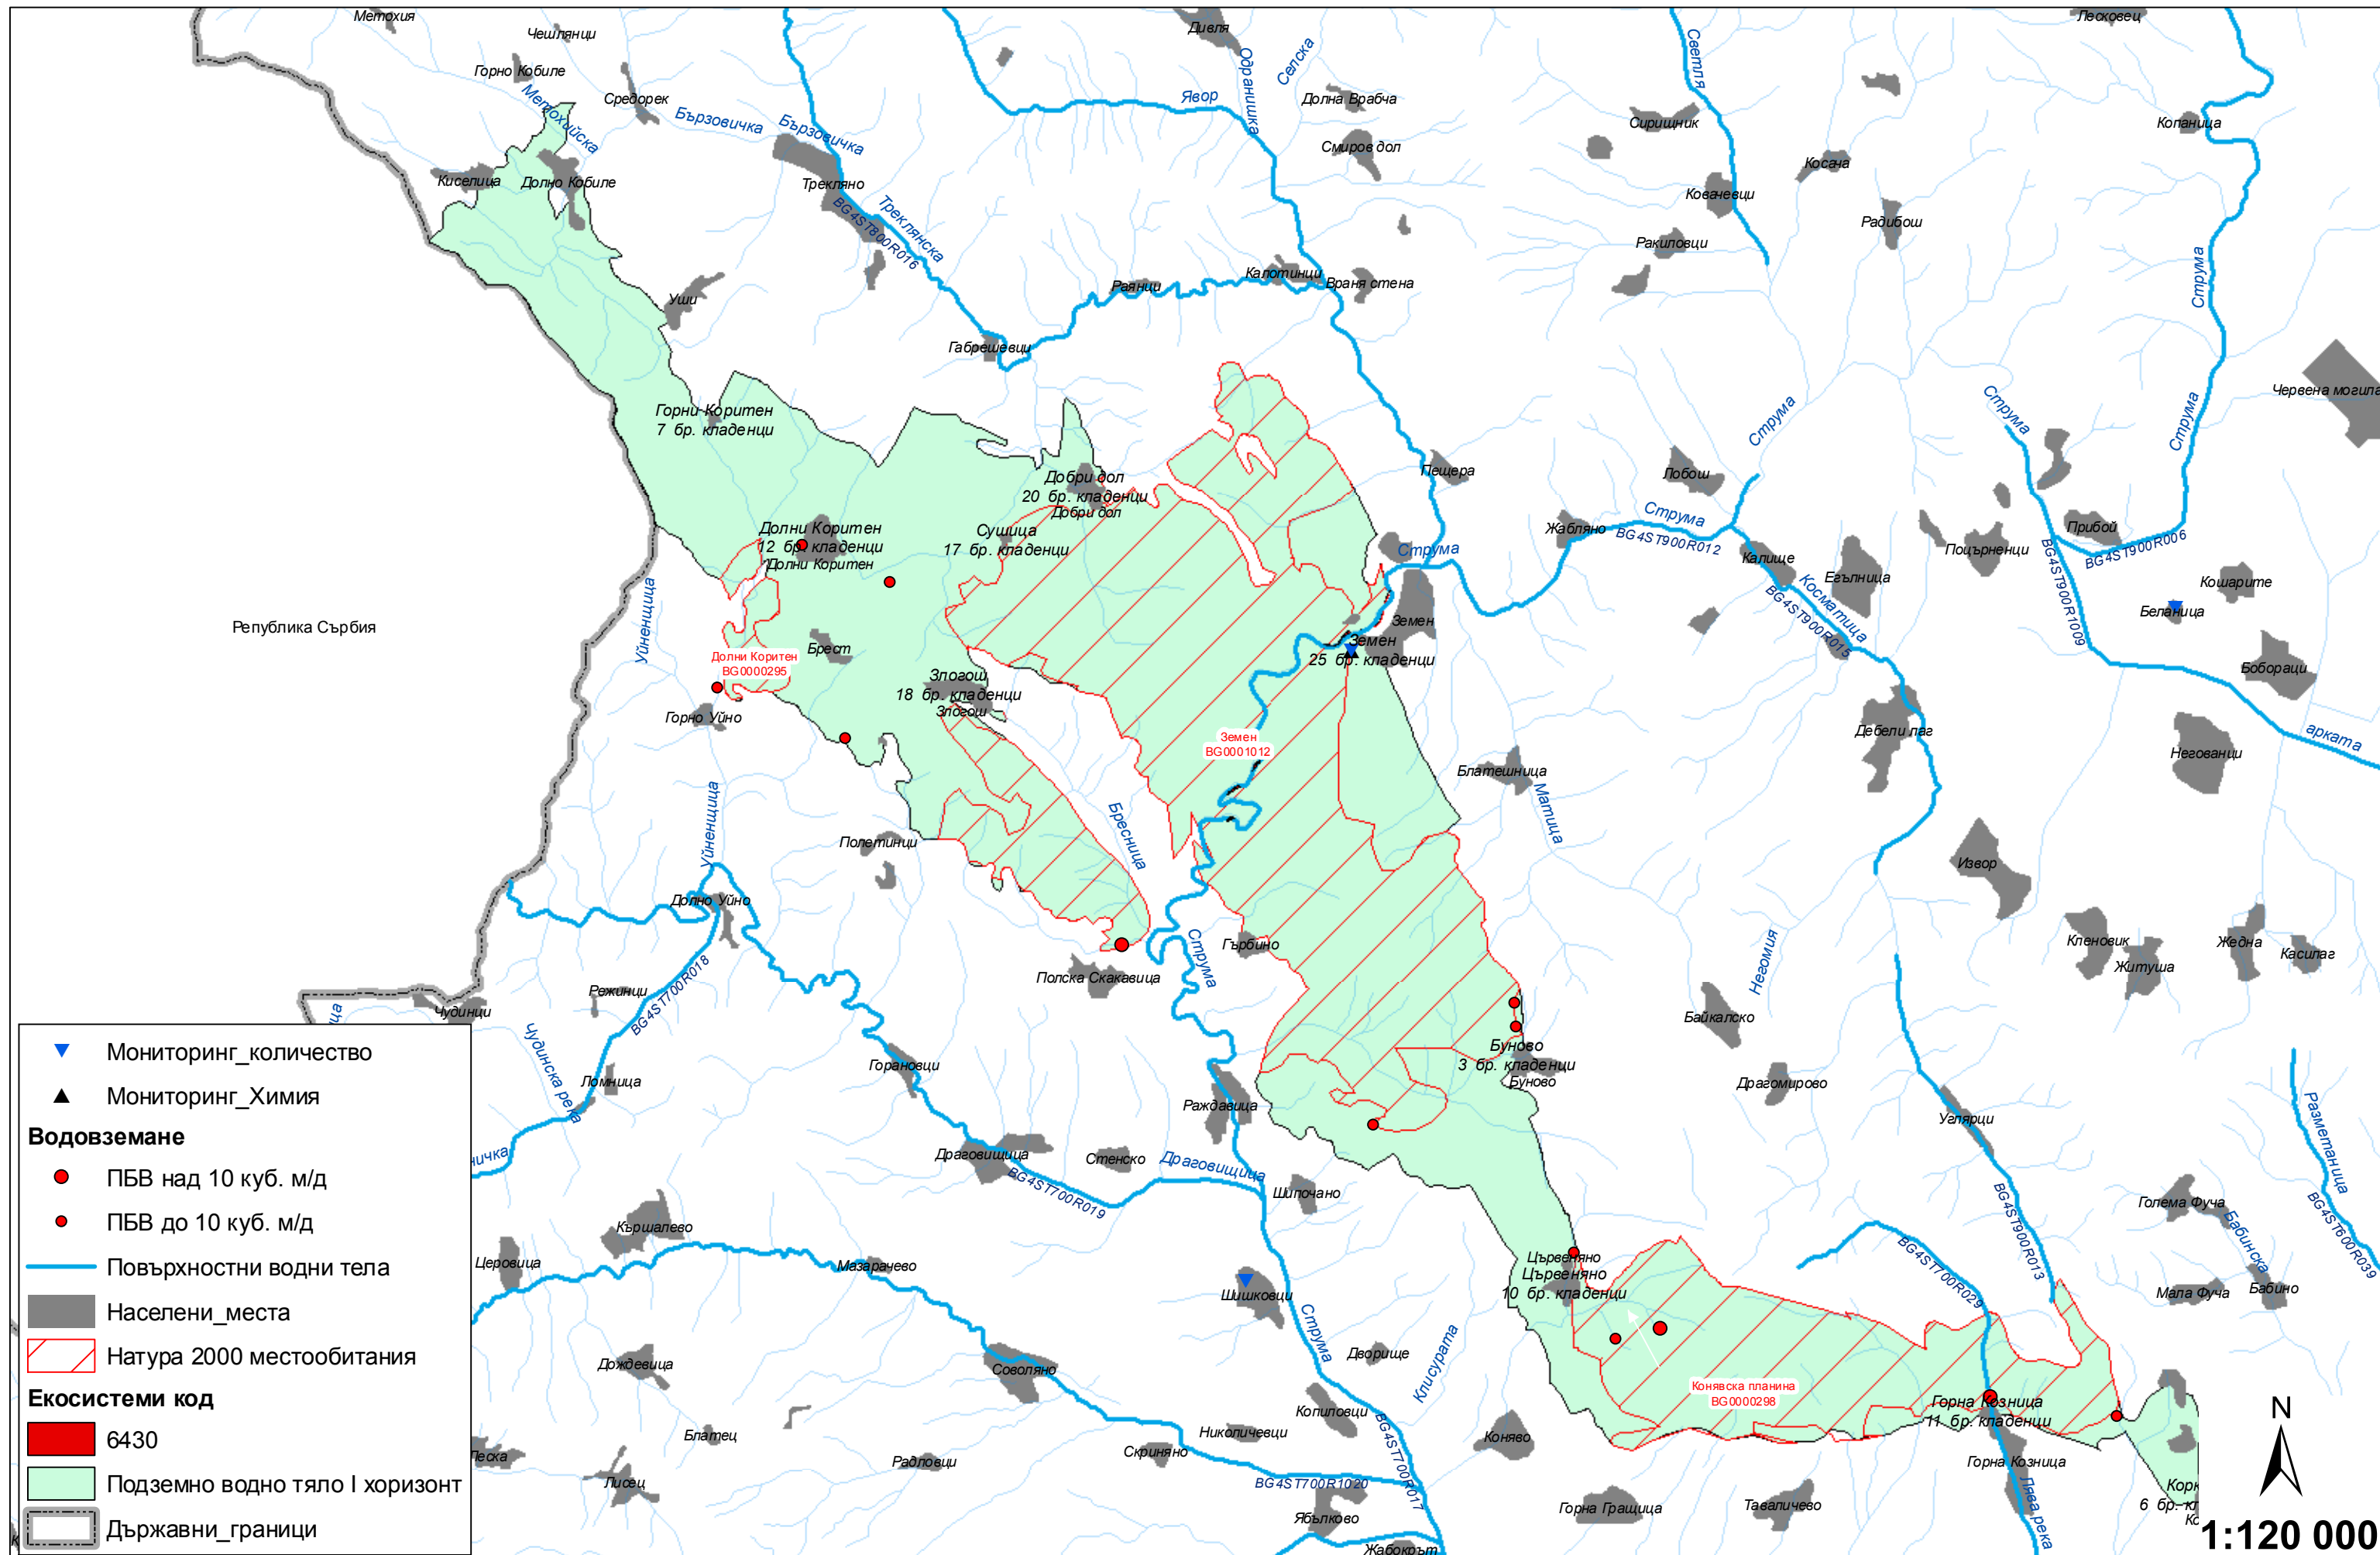 Метохия
Чешлянци
Горно Кобиле
Метохийска
Средорек
Бързовичка
Бързовичка
Киселица
Долно Кобиле
Трекляно
Треклянска
BG4ST800R016
Уши
Габрешевци
Раянци
Калотинци
Враня стена
Дивля
Одранишка
Селска
Явор
Долна Врабча
Смиров дол
Светля
Сирищник
Ковачевци
Косача
Ракиловци
Радибош
Лесковец
Копаница
Струма
Червена могила
Струма
Струма
Струма
Горни Коритен
7 бр. кладенци
Добри дол
20 бр. кладенци
Добри дол
Сушица
17 бр. кладенци
Долни Коритен
12 бр. кладенци
Долни Коритен
Пещера
Лобош
Жабляно
Струма
BG4ST900R012
Струма
Калище
Егълница
Косматица
BG4ST900R015
Поцърненци
Прибой
BG4ST900R006
BG4ST900R1009
Кошарите
Беланица
Бобораци
Негованци
арката
Република Сърбия
Уйненщица
Долни Коритен
BG0000295
Брест
Горно Уйно
Злогош
18 бр. кладенци
Злогош
Земен
Земен
25 бр. кладенци
Земен
BG0001012
Блатешница
Матица
Дебели лаг
Извор
Уйненщица
Полетинци
Бресница
Долно Уйно
BG4ST700R018
Режинци
Чудинци
Чудинска река
Ломница
Полска Скакавица
Струма
Гърбино
Негомия
Байкалско
Кленовик
Житуша
Жедна
Касилаг
Буново
3 бр. кладенци
Буново
Драгомирово
Углярци
Разметаница
BG4ST600R039
Горановци
Раждавица
Драговищица
Стенско
Драговищица
BG4ST700R019
Шипочано
Голема Фуча
Бабинска
Бабино
Мала Фуча
BG4ST900R013
BG4ST700R029
Кършалево
Церовица
Мазарачево
Шишковци
Струма
Цървеняно
Цървеняно
10 бр. кладенци
Дождевица
Соволяно
Дворище
Клисурата
Копиловци
Коняво
Конявска планина
BG0000298
Горна Козница
11 бр. кладенци
Горна Козница
Лява река
Блатец
Лисец
Радловци
Скриняно
Николичевци
BG4ST700R1020
BG4ST700R017
Ябълково
Жабокрът
Горна Гращица
Таваличево
6 бр.
Мониторинг_количество
Мониторинг_Химия
Водовземане
ПБВ над 10 куб. м/д
ПБВ до 10 куб. м/д
Повърхностни водни тела
Населени_места
Натура 2000 местообитания
Екосистеми код
6430
Подземно водно тяло I хоризонт
Държавни_граници
N
1:120 000